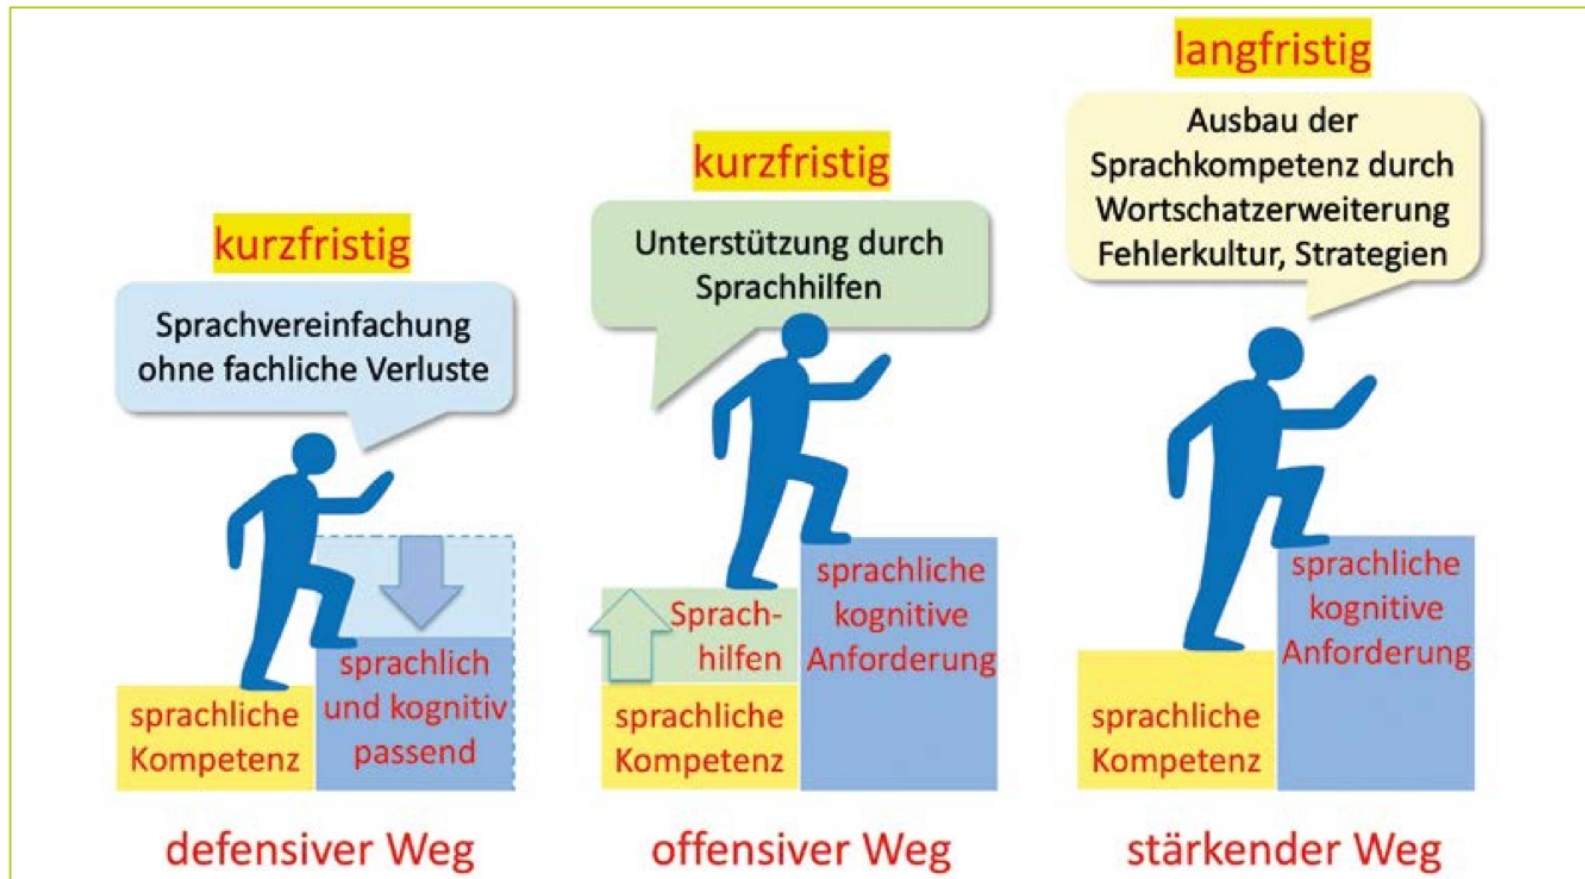 kurzfristig
Sprachvereinfachung
ohne fachliche Verluste
sprachliche
Kompetenz
sprachlich
und kognitiv
passend
defensiver Weg
kurzfristig
Unterstützung durch
Sprachhilfen
Sprach-
hilfen
sprachliche
Kompetenz
sprachliche
kognitive
Anforderung
offensiver Weg
langfristig
Ausbau der
Sprachkompetenz durch
Wortschatzerweiterung
Fehlerkultur, Strategien
sprachliche
Kompetenz
sprachliche
kognitive
Anforderung
stärkender Weg